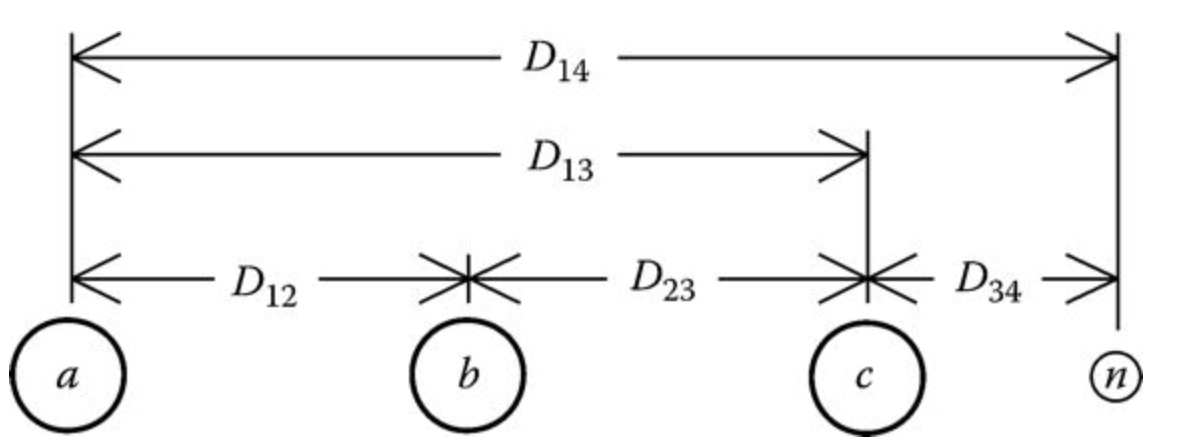 D₁₄
D₁₃
D₁₂ D₂₃ D₃₄
a b c n